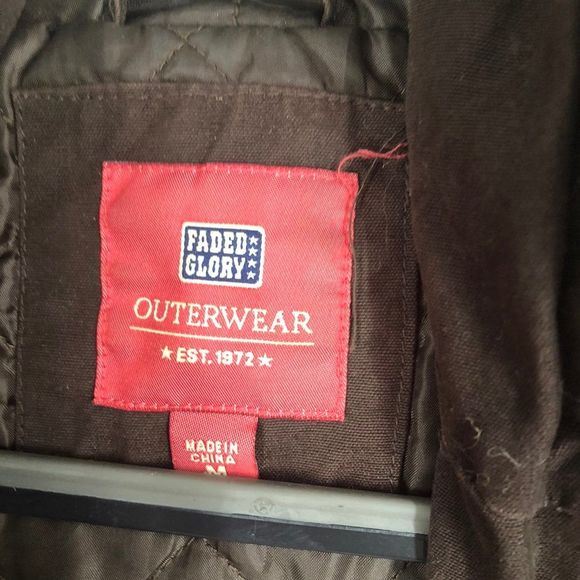 FADED
GLORY
OUTERWEAR
★ EST. 1972 ★
MADE IN
CHINA
M